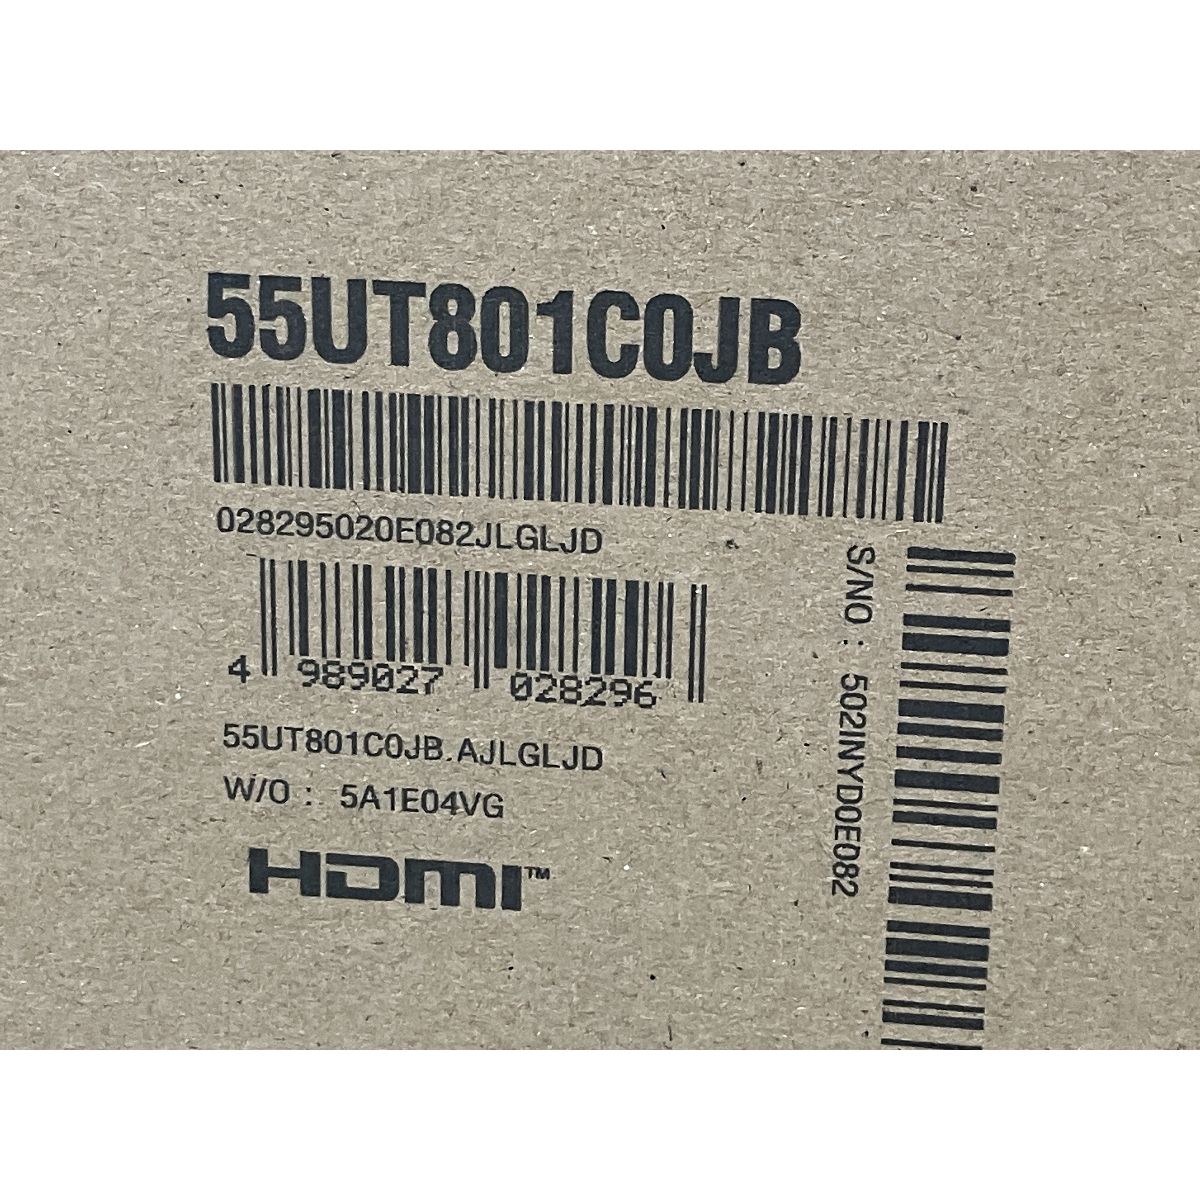 55UT801C0JB
028295020E082JLGLJD
4 989027 028296
55UT801C0JB.AJLGLJD
W/O : 5A1E04VG
HDMI™
S/NO : 502INYD0E082